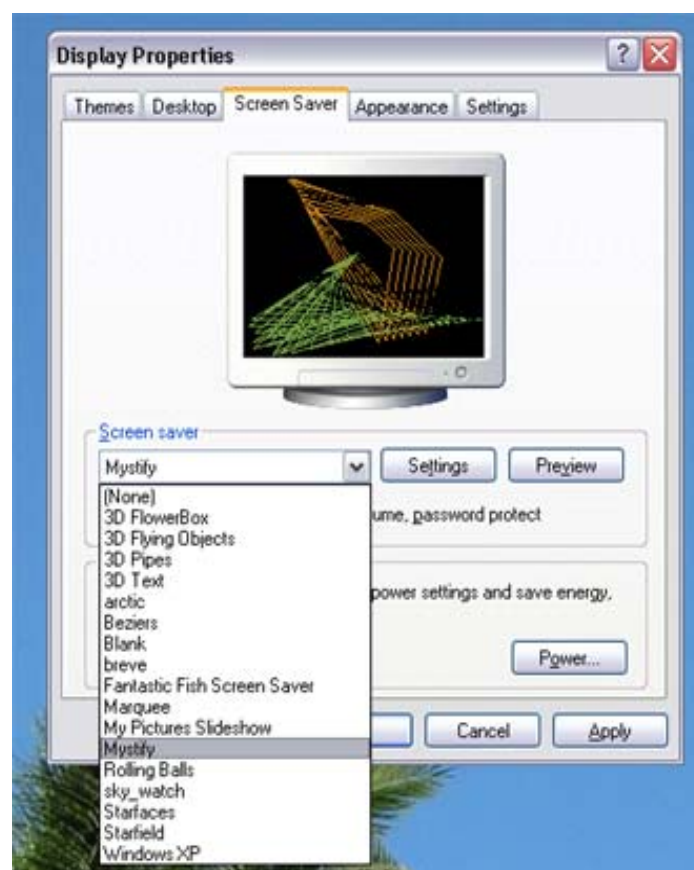 Display Properties
?
Themes Desktop Screen Saver Appearance Settings
Screen saver
Mystify
Settings
Preview
(None)
3D FlowerBox
3D Flying Objects
3D Pipes
3D Text
arctic
Beziers
Blank
breve
Fantastic Fish Screen Saver
Marquee
My Pictures Slideshow
Mystify
Rolling Balls
sky_watch
Starfaces
Starfield
Windows XP
password protect
power settings and save energy,
Power...
Cancel
Apply